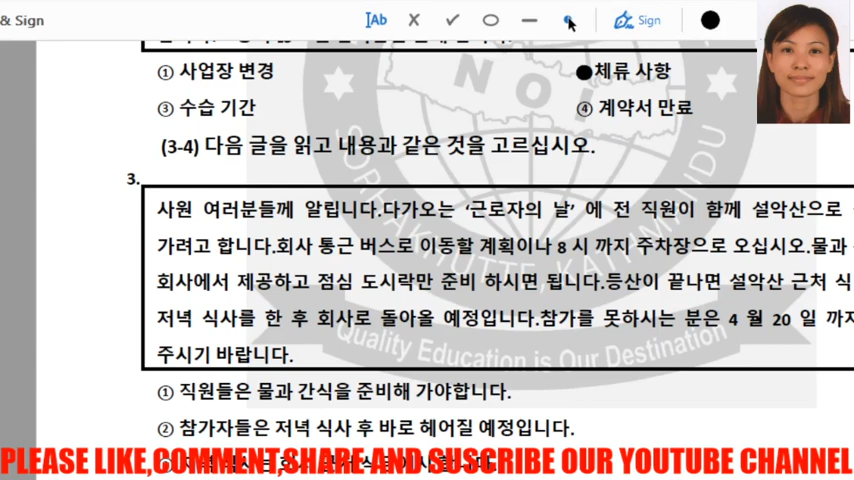 & Sign
IAb
Sign
① 사업장 변경
●체류 사항
③ 수습 기간
④ 계약서 만료
(3-4) 다음 글을 읽고 내용과 같은 것을 고르십시오.
3.
사원 여러분들께 알립니다.다가오는 ‘근로자의 날’ 에 전 직원이 함께 설악산으로
가려고 합니다.회사 통근 버스로 이동할 계획이나 8 시 까지 주차장으로 오십시오.물과
회사에서 제공하고 점심 도시락만 준비 하시면 됩니다.등산이 끝나면 설악산 근처 식
저녁 식사를 한 후 회사로 돌아올 예정입니다.참가를 못하시는 분은 4 월 20 일 까지
주시기 바랍니다.
① 직원들은 물과 간식을 준비해 가야합니다.
② 참가자들은 저녁 식사 후 바로 헤어질 예정입니다.
PLEASE LIKE,COMMENT,SHARE AND SUSCRIBE OUR YOUTUBE CHANNEL
NOI
SORHAKHUTTE, KATHMANDU
Quality Education is Our Destination